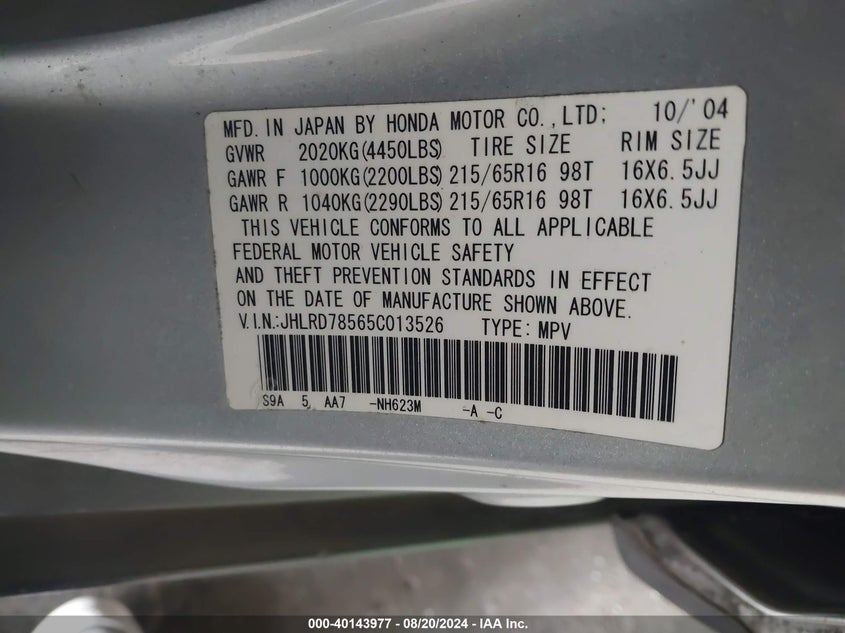 MFD. IN JAPAN BY HONDA MOTOR CO.,LTD; 10/'04
GVWR 2020KG(4450LBS) TIRE SIZE RIM SIZE
GAWR F 1000KG(2200LBS) 215/65R16 98T 16X6.5JJ
GAWR R 1040KG(2290LBS) 215/65R16 98T 16X6.5JJ
THIS VEHICLE CONFORMS TO ALL APPLICABLE
FEDERAL MOTOR VEHICLE SAFETY
AND THEFT PREVENTION STANDARDS IN EFFECT
ON THE DATE OF MANUFACTURE SHOWN ABOVE.
V.I.N.:JHLRD78565C013526 TYPE: MPV
S9A 5 AA7 -NH623M -A -C
000-40143977 - 08/20/2024 - IAA Inc.